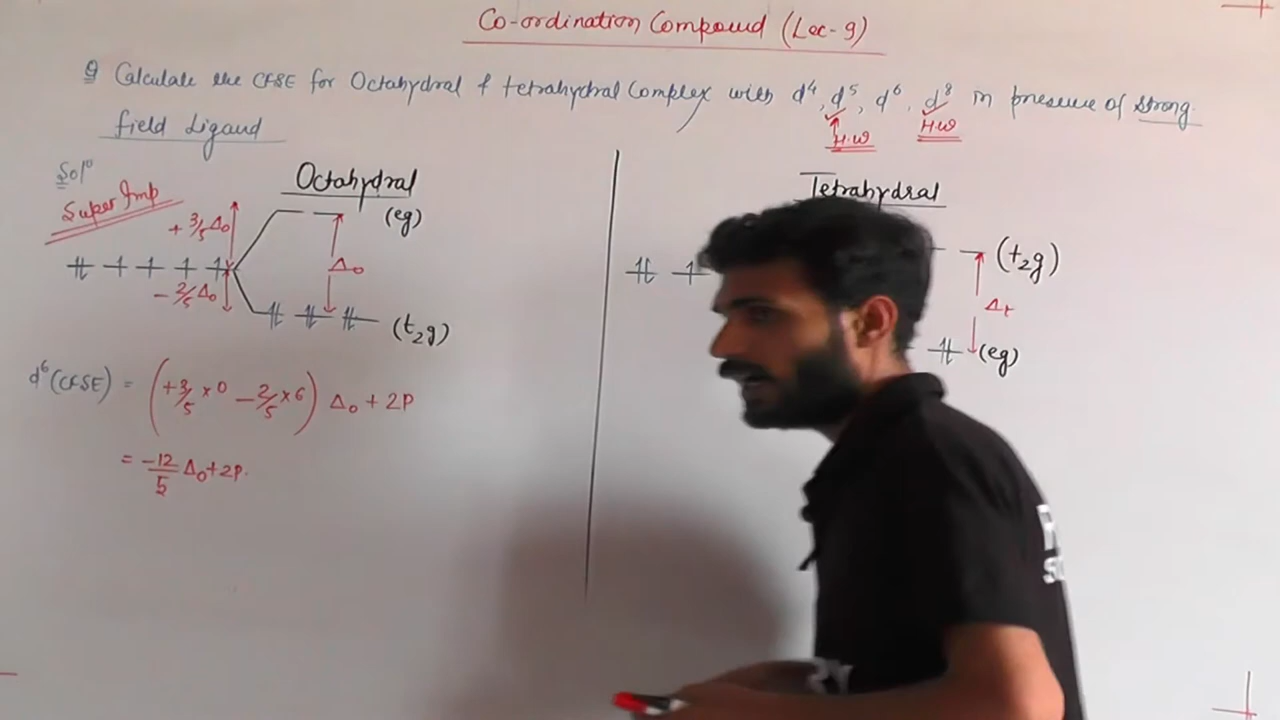 Co-ordination Compound (Lec-9)
Q Calculate the CFSE for Octahydral & tetrahydral Complex with d⁴, d⁵, d⁶, d⁸ in presence of strong
H.W H.W
field Ligand
Solⁿ
Super Imp
Octahydral
(eg)
+ 3/5 Δ₀
Δ₀
- 2/5 Δ₀
(t₂g)
d⁶(CFSE) = (+3/5 × 0 - 2/5 × 6) Δ₀ + 2P
= -12/5 Δ₀ + 2P.
Tetrahydral
(t₂g)
Δt
(eg)